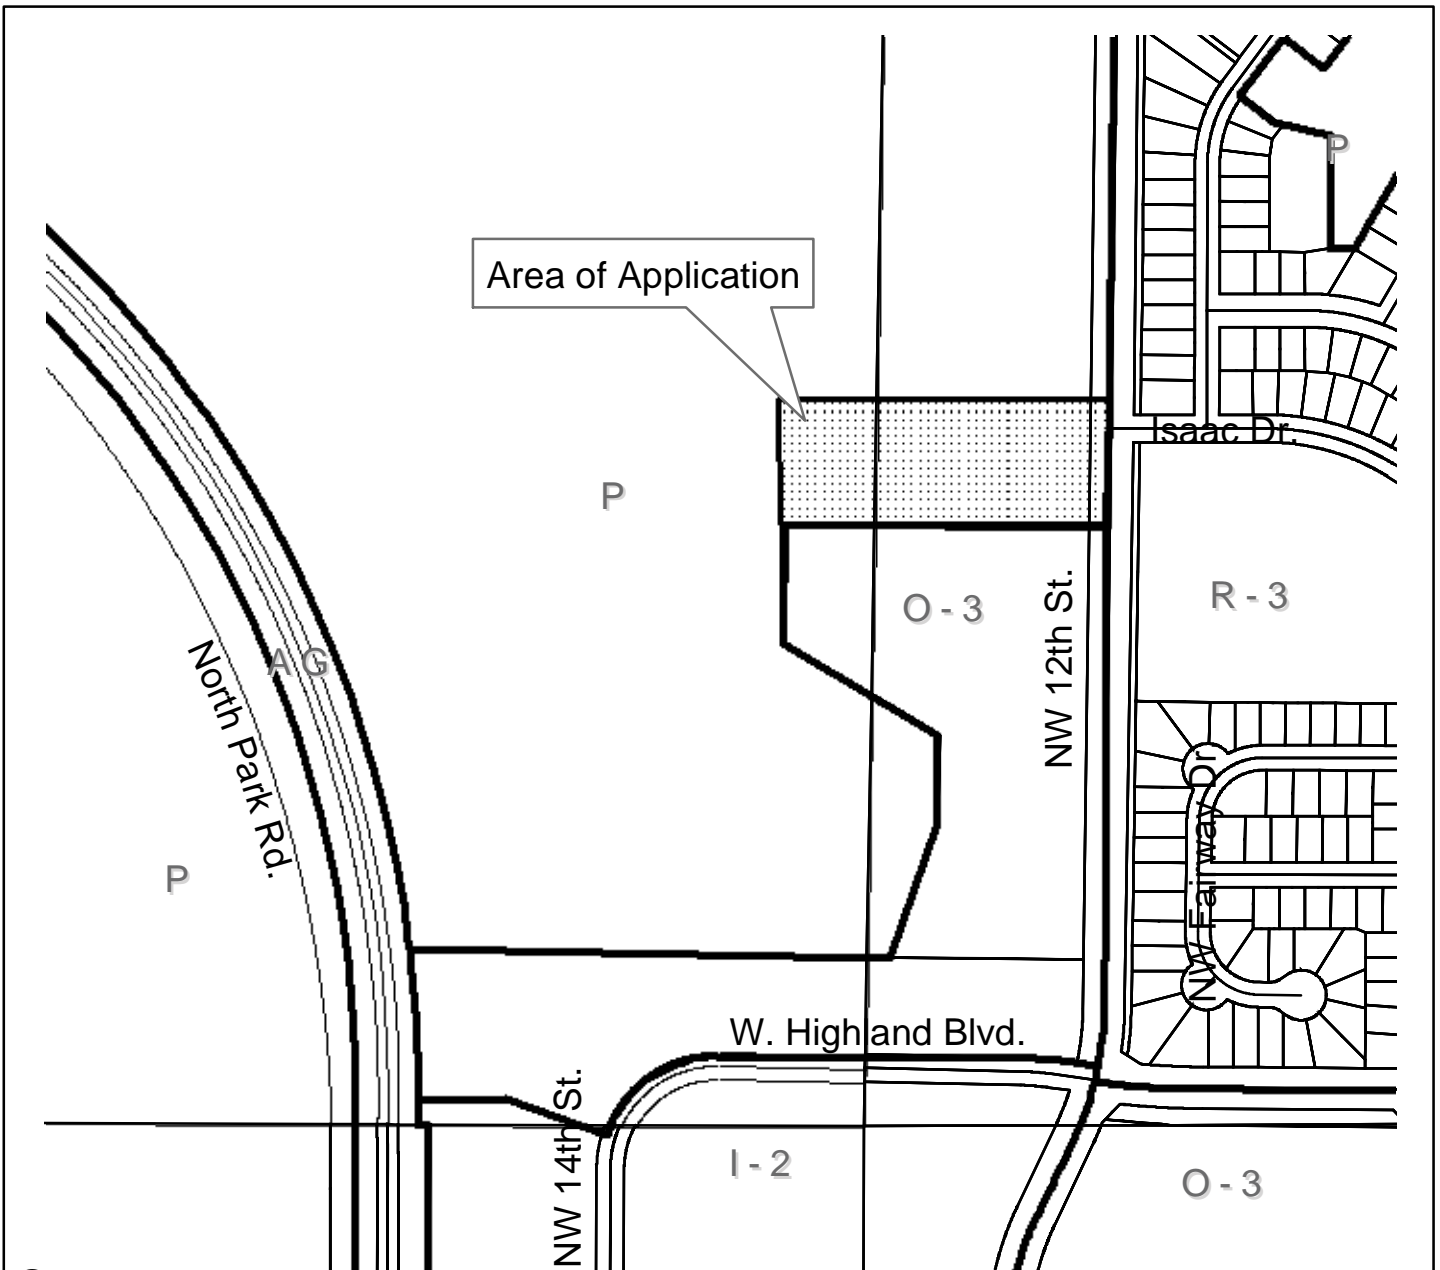 P
Area of Application
Isaac Dr.
P
O - 3
R - 3
NW 12th St.
A G
North Park Rd.
NW Fairway Dr.
P
W. Highland Blvd.
NW 14th St.
I - 2
O - 3